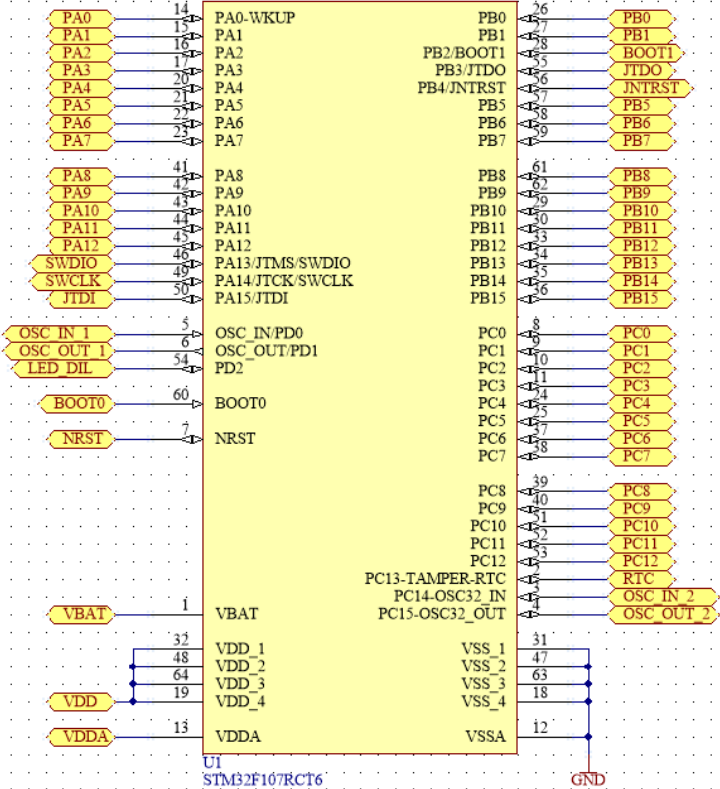 PA0 14 PA0-WKUP PB0 26 PB0
PA1 15 PA1 PB1 27 PB1
PA2 16 PA2 PB2/BOOT1 28 BOOT1
PA3 17 PA3 PB3/JTDO 55 JTDO
PA4 20 PA4 PB4/JNTRST 56 JNTRST
PA5 21 PA5 PB5 57 PB5
PA6 22 PA6 PB6 58 PB6
PA7 23 PA7 PB7 59 PB7
PA8 41 PA8 PB8 61 PB8
PA9 42 PA9 PB9 62 PB9
PA10 43 PA10 PB10 29 PB10
PA11 44 PA11 PB11 30 PB11
PA12 45 PA12 PB12 33 PB12
SWDIO 46 PA13/JTMS/SWDIO PB13 34 PB13
SWCLK 49 PA14/JTCK/SWCLK PB14 35 PB14
JTDI 50 PA15/JTDI PB15 36 PB15
OSC_IN_1 5 OSC_IN/PD0 PC0 8 PC0
OSC_OUT_1 6 OSC_OUT/PD1 PC1 9 PC1
LED_DIL 54 PD2 PC2 10 PC2
PC3 11 PC3
BOOT0 60 BOOT0 PC4 24 PC4
PC5 25 PC5
NRST 7 NRST PC6 37 PC6
PC7 38 PC7
PC8 39 PC8
PC9 40 PC9
PC10 51 PC10
PC11 52 PC11
PC12 53 PC12
PC13-TAMPER-RTC 2 RTC
PC14-OSC32_IN 3 OSC_IN_2
VBAT 1 VBAT PC15-OSC32_OUT 4 OSC_OUT_2
32 VDD_1 VSS_1 31
48 VDD_2 VSS_2 47
64 VDD_3 VSS_3 63
VDD 19 VDD_4 VSS_4 18
VDDA 13 VDDA VSSA 12
U1
STM32F107RCT6 GND